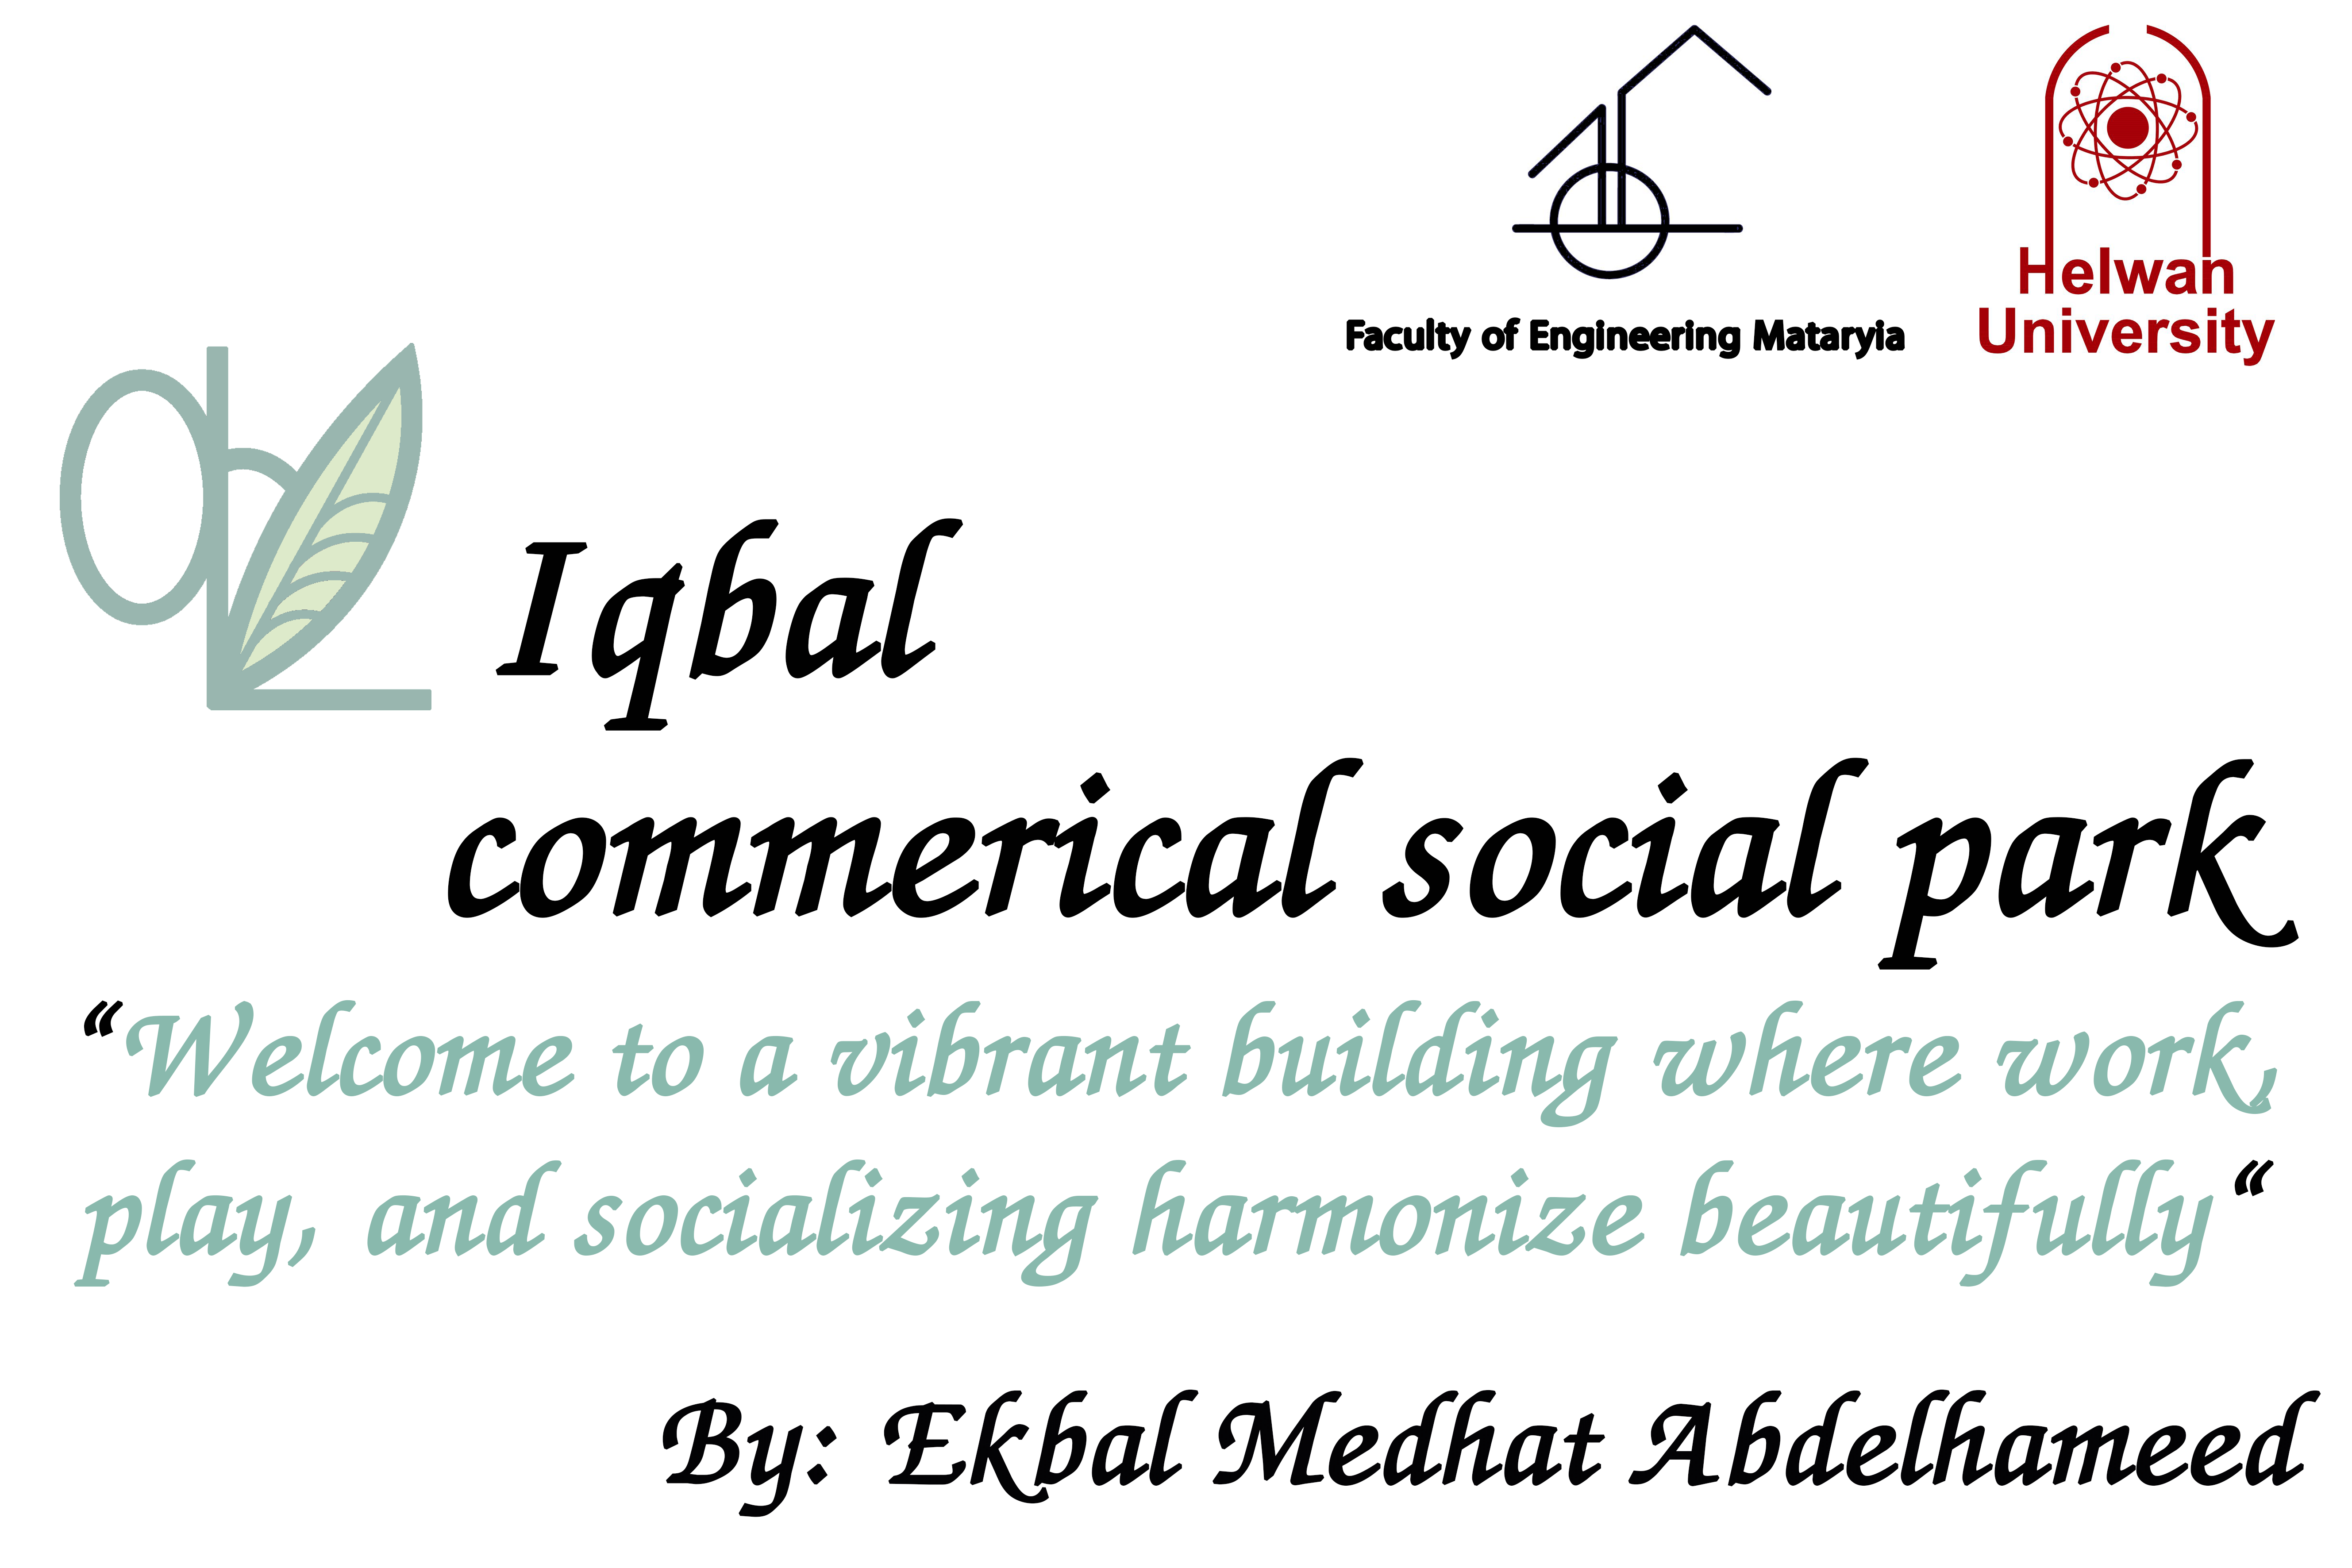 Helwan
University
Faculty of Engineering Mataryia
Iqbal
commerical social park
“Welcome to a vibrant building where work,
play, and socializing harmonize beautifully“
By: Ekbal Medhat Abdelhameed